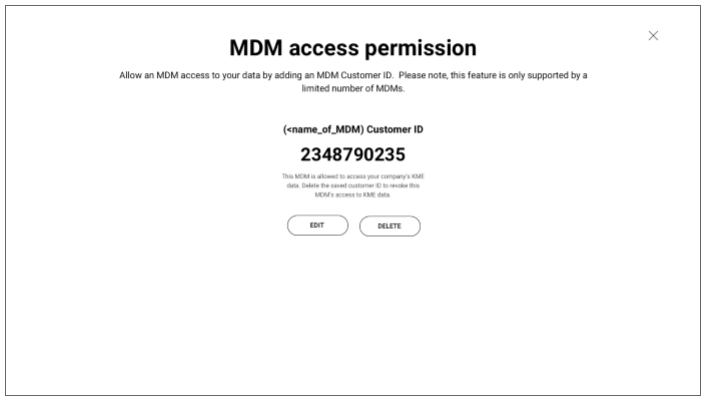 MDM access permission
Allow an MDM access to your data by adding an MDM Customer ID.  Please note, this feature is only supported by a
limited number of MDMs.
(<name_of_MDM) Customer ID
2348790235
This MDM is allowed to access your company's KME
data. Delete the saved customer ID to revoke this
MDM's access to KME data.
EDIT
DELETE